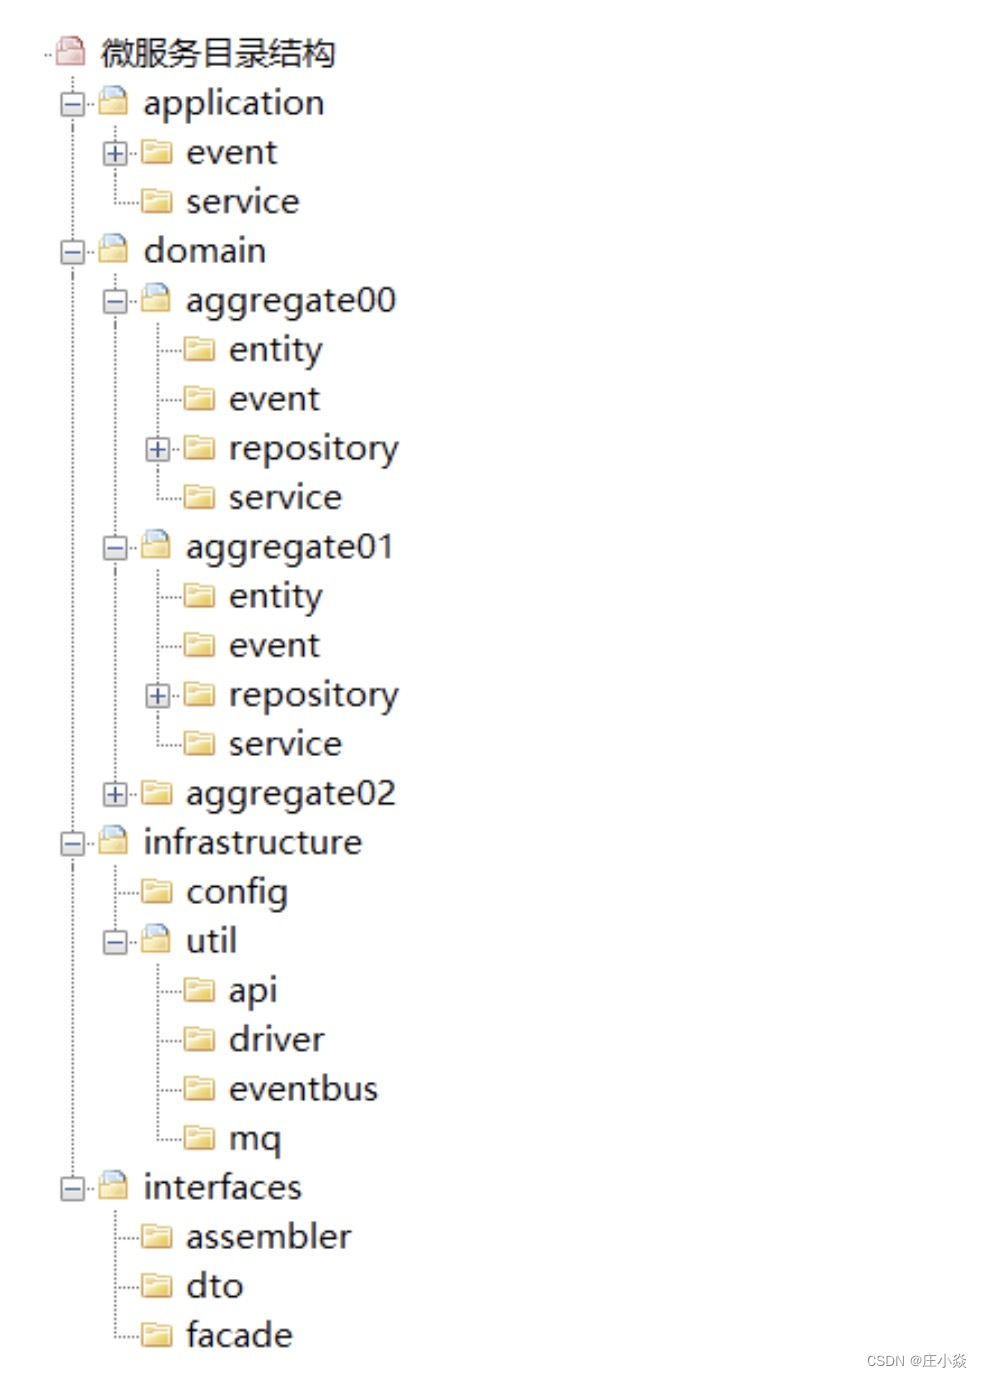 微服务目录结构
application
event
service
domain
aggregate00
entity
event
repository
service
aggregate01
entity
event
repository
service
aggregate02
infrastructure
config
util
api
driver
eventbus
mq
interfaces
assembler
dto
facade
CSDN @庄小焱